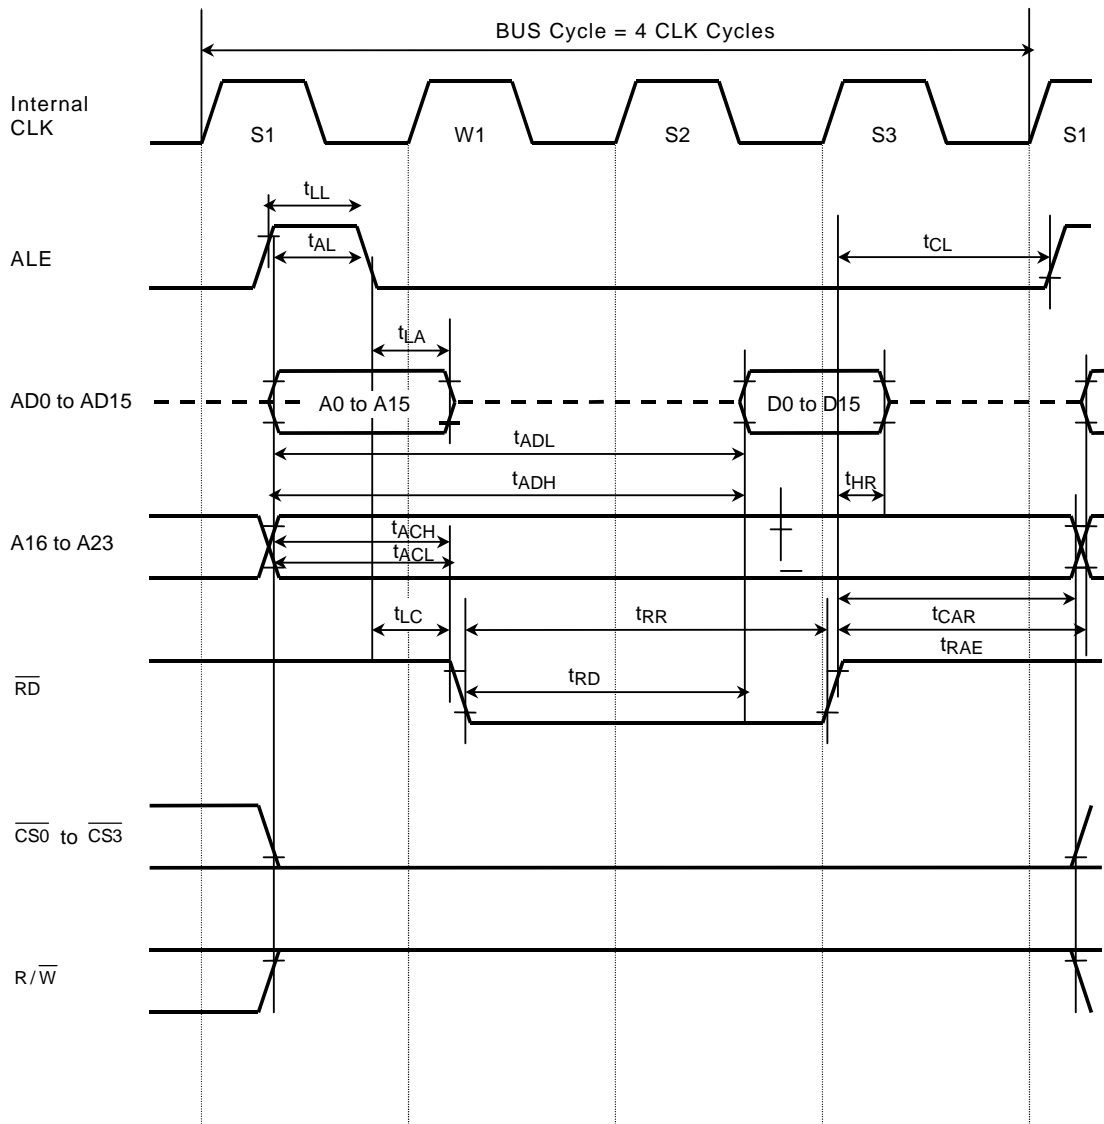 BUS Cycle = 4 CLK Cycles
Internal
CLK
S1
W1
S2
S3
S1
tLL
ALE
tAL
tCL
tLA
AD0 to AD15
A0 to A15
D0 to D15
tADL
tADH
tHR
A16 to A23
tACH
tACL
tLC
tRR
tCAR
tRAE
RD
tRD
CS0 to CS3
R/W